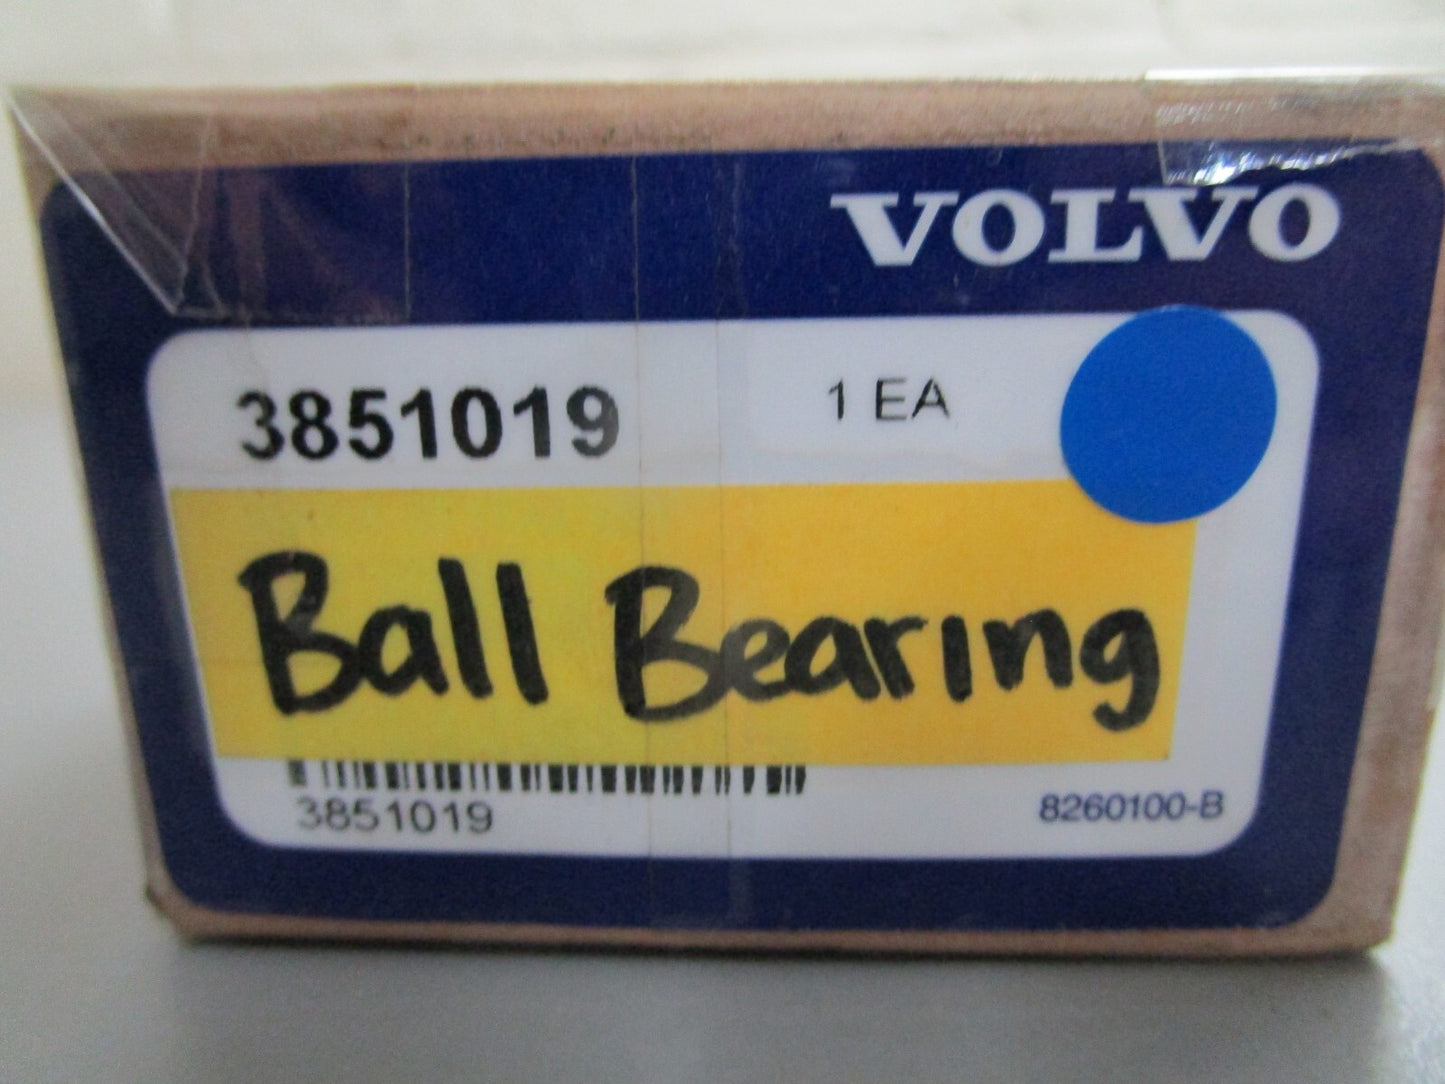 VOLVO
3851019 1 EA
Ball Bearing
3851019 8260100-B